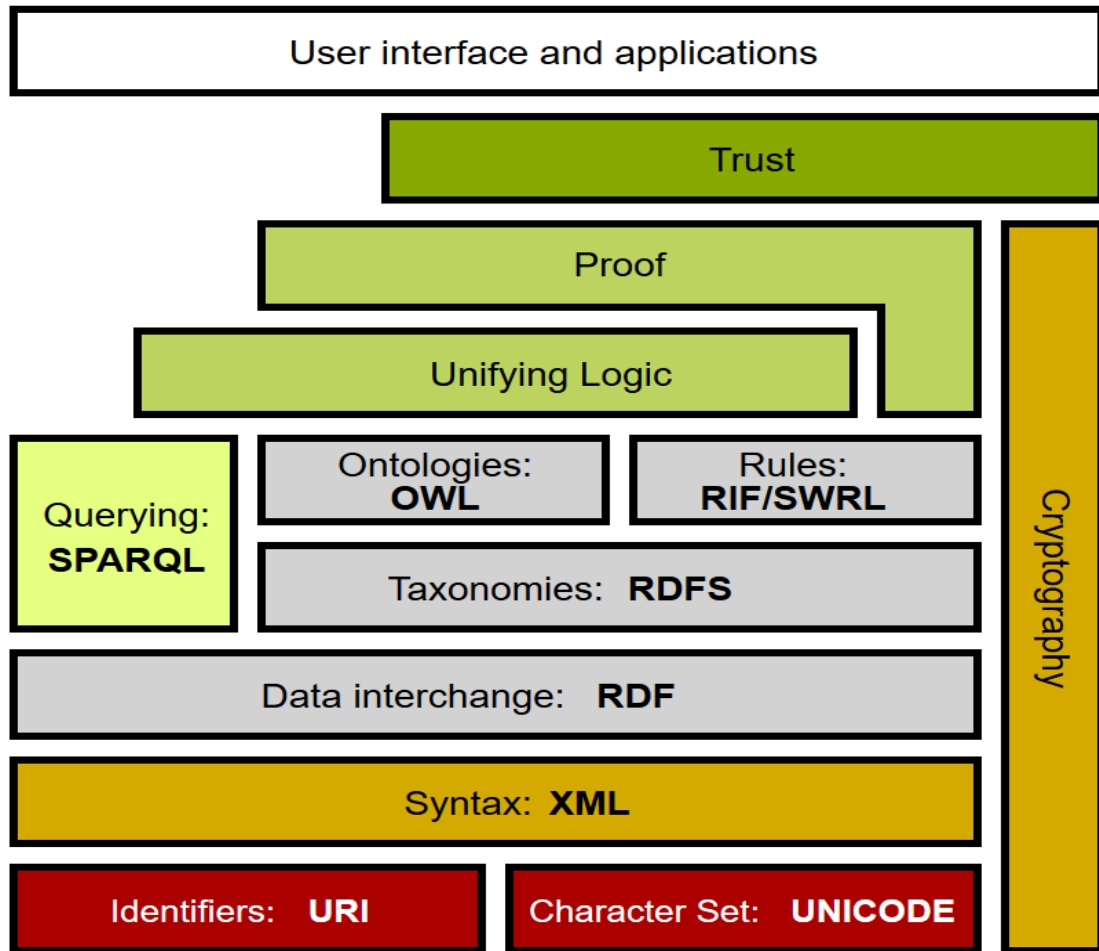 User interface and applications
Trust
Proof
Unifying Logic
Querying:
SPARQL
Ontologies:
OWL
Rules:
RIF/SWRL
Taxonomies: RDFS
Cryptography
Data interchange: RDF
Syntax: XML
Identifiers: URI
Character Set: UNICODE